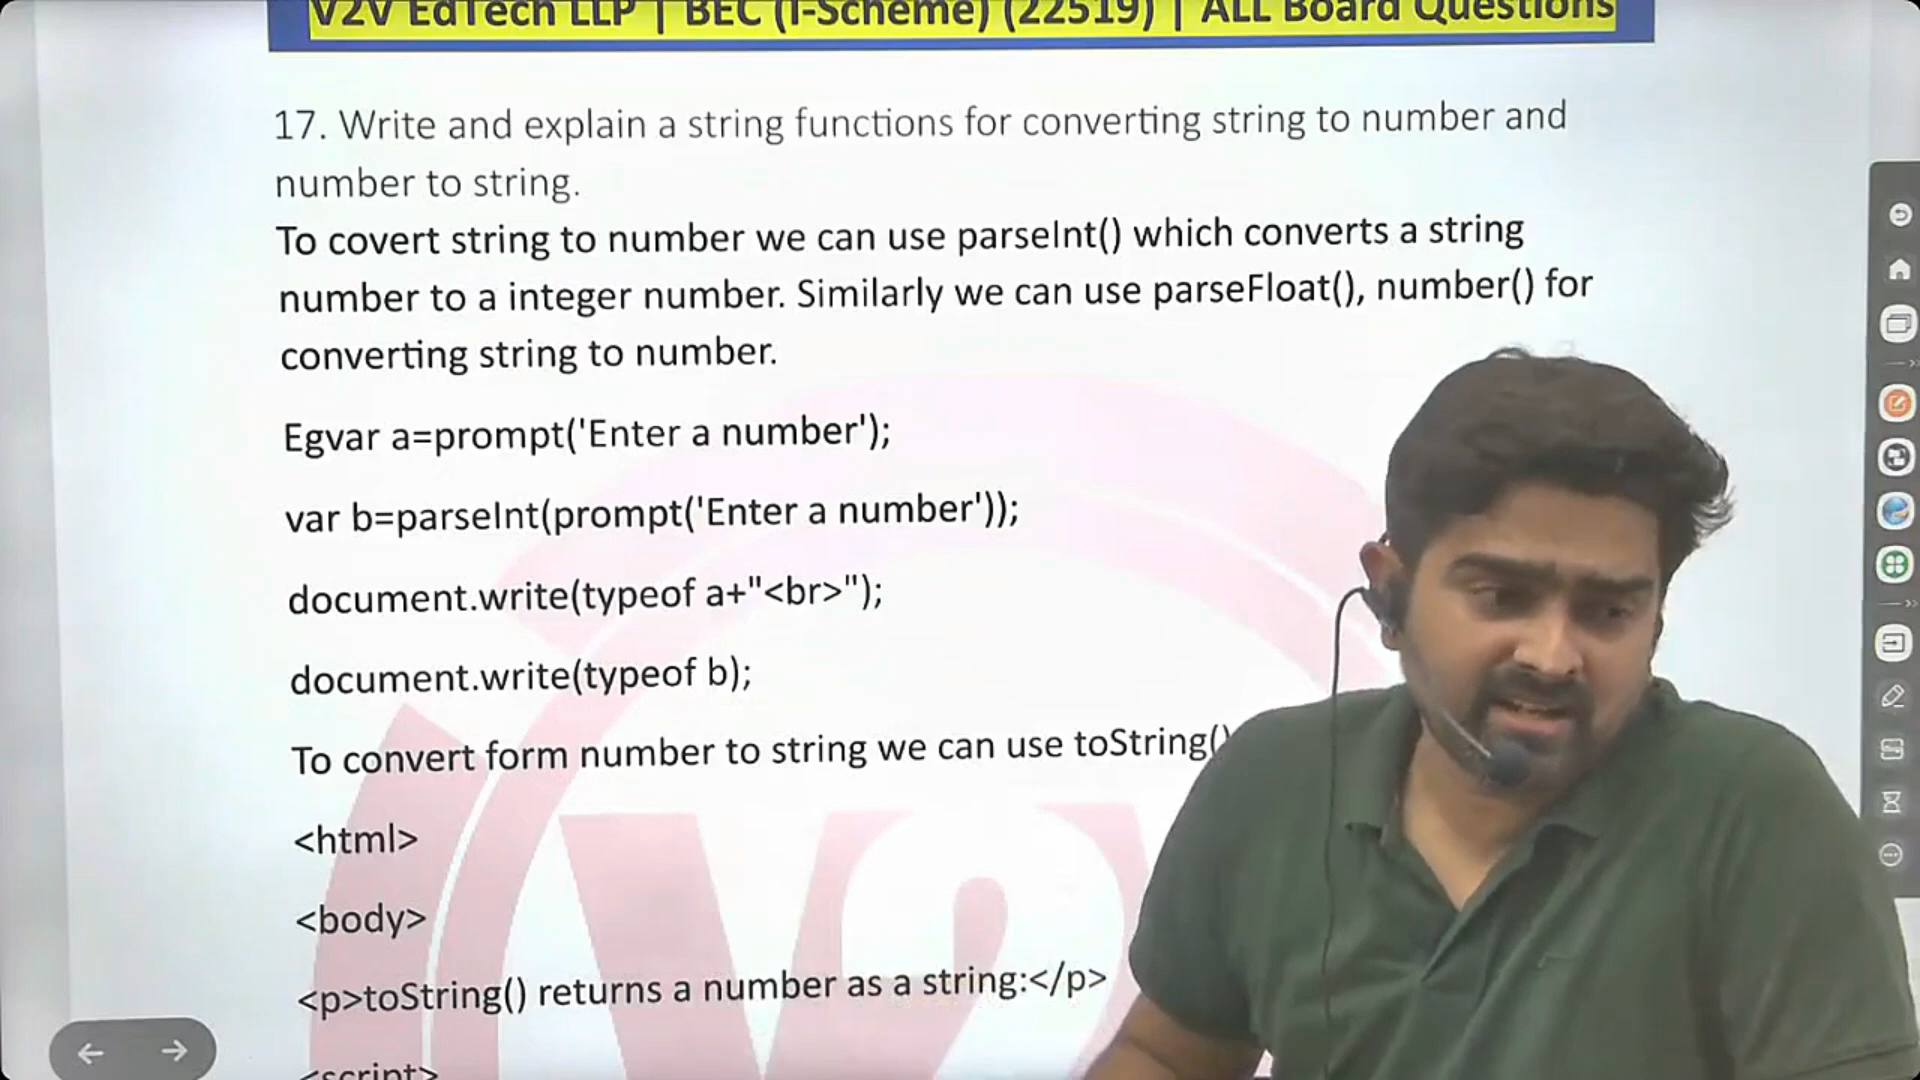 V2V EdTech LLP | BEC (I-Scheme) (22519) | ALL Board Questions
17. Write and explain a string functions for converting string to number and
number to string.
To covert string to number we can use parseInt() which converts a string
number to a integer number. Similarly we can use parseFloat(), number() for
converting string to number.
Egvar a=prompt('Enter a number');
var b=parseInt(prompt('Enter a number'));
document.write(typeof a+"<br>");
document.write(typeof b);
To convert form number to string we can use toString()
<html>
<body>
<p>toString() returns a number as a string:</p>
<script>